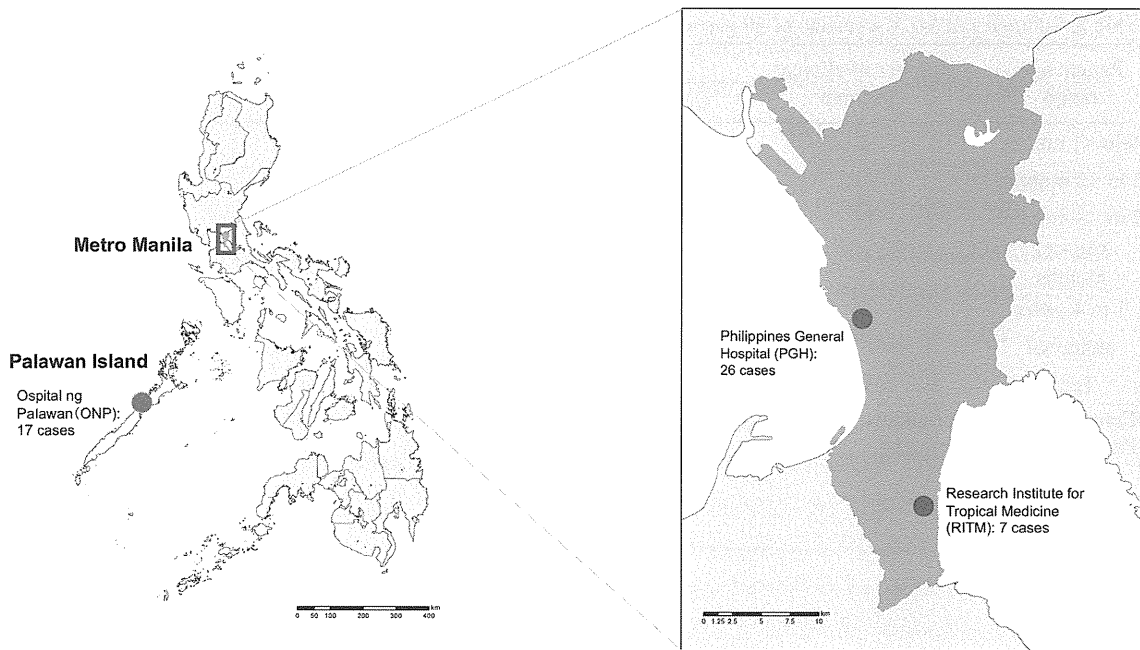 Metro Manila
Palawan Island
Ospital ng
Palawan(ONP):
17 cases
0 50 100 200 300 400 km
Philippines General
Hospital (PGH):
26 cases
Research Institute for
Tropical Medicine
(RITM): 7 cases
0 1.25 2.5 5 7.5 10 km